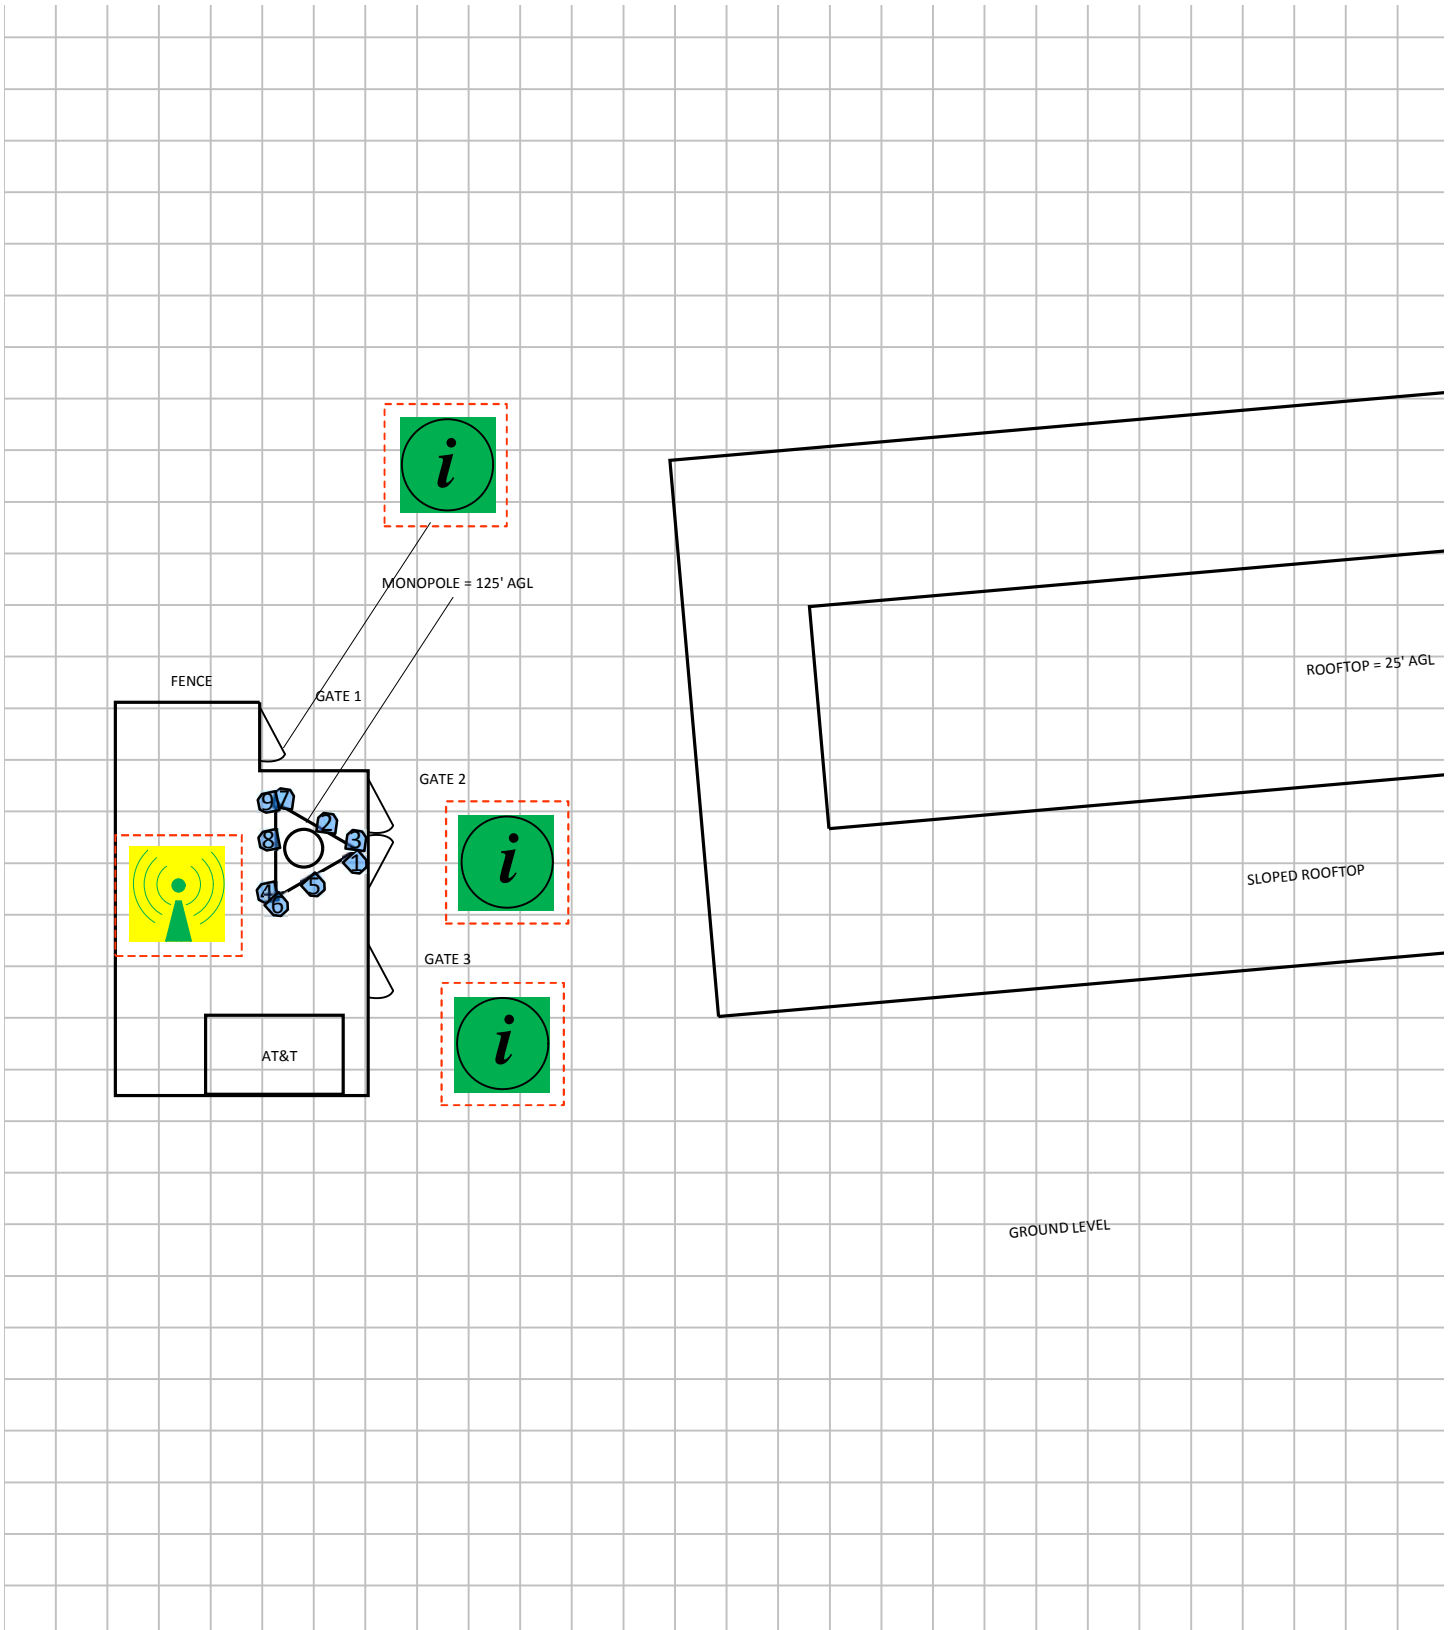 i
MONOPOLE = 125' AGL
ROOFTOP = 25' AGL
FENCE
GATE 1
GATE 2
9
7
2
8
3
1
i
SLOPED ROOFTOP
4
5
6
GATE 3
i
AT&T
GROUND LEVEL